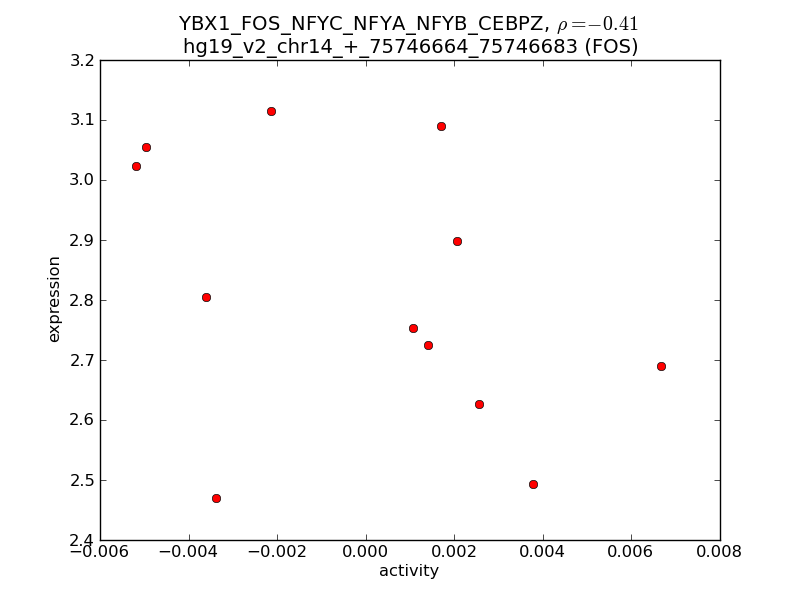 YBX1_FOS_NFYC_NFYA_NFYB_CEBPZ, ρ=−0.41
hg19_v2_chr14_+_75746664_75746683 (FOS)
3.2
3.1
3.0
2.9
2.8
2.7
2.6
2.5
2.4
expression
−0.006 −0.004 −0.002 0.000 0.002 0.004 0.006 0.008
activity